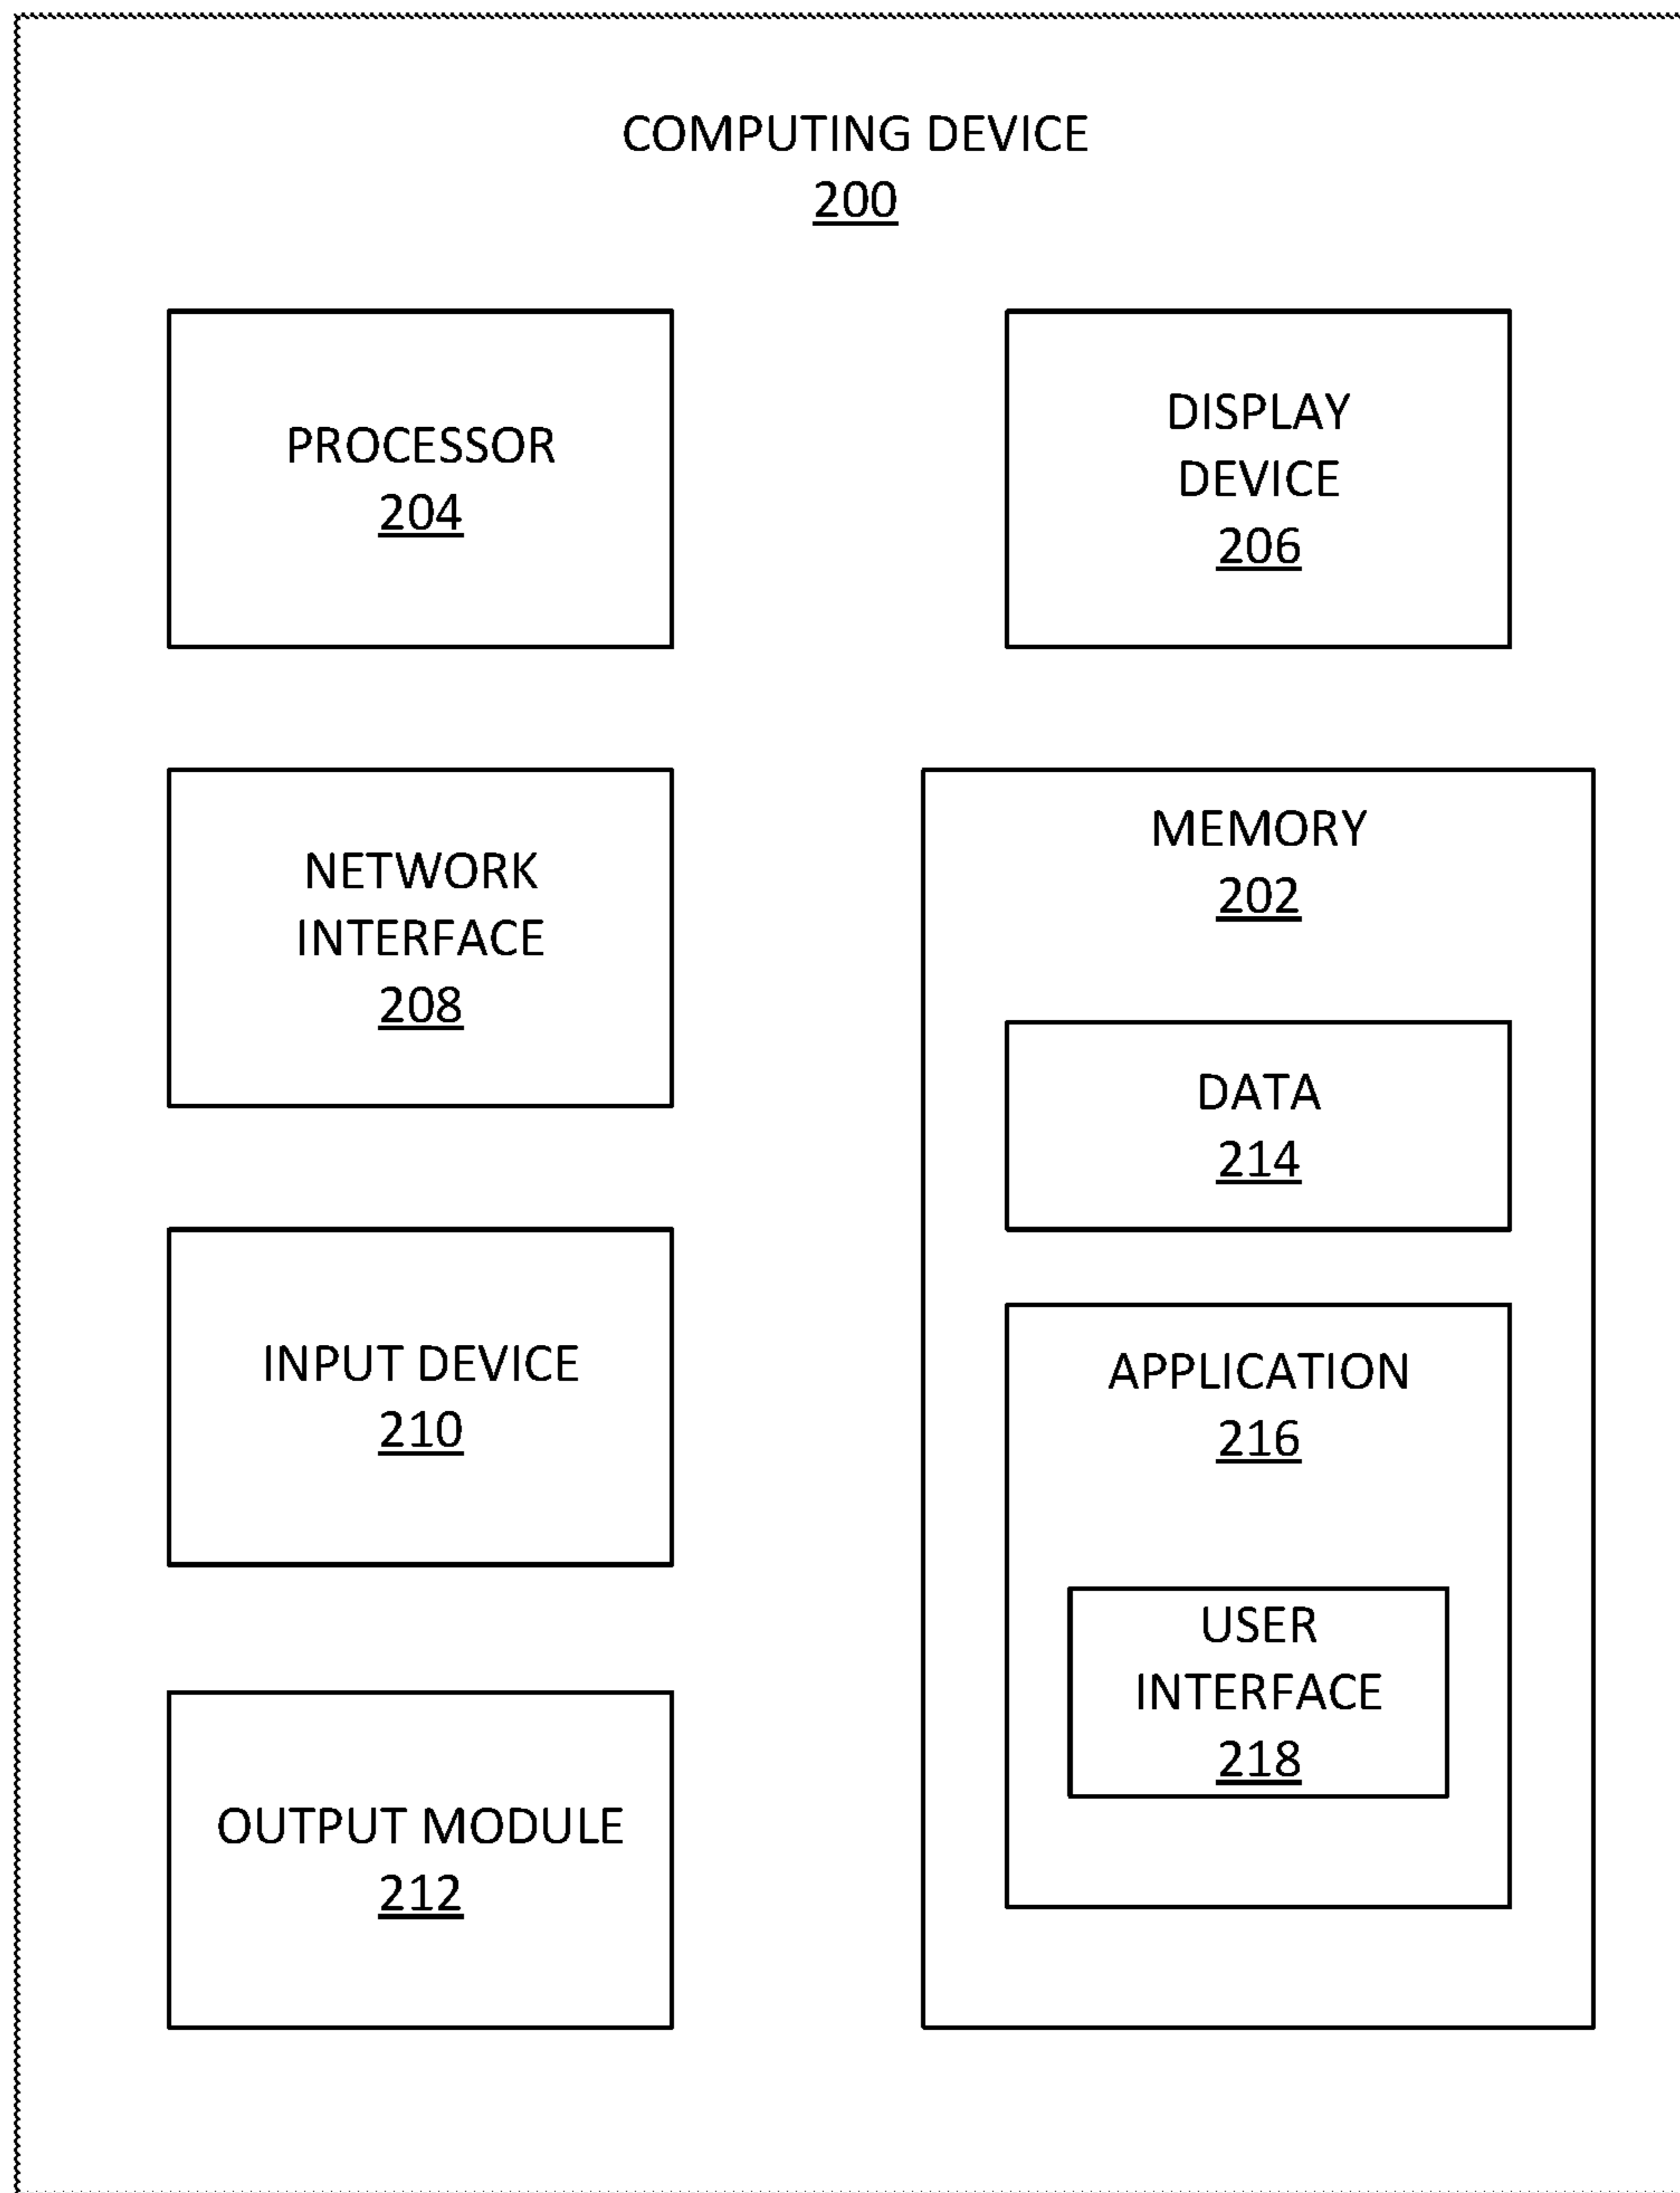 COMPUTING DEVICE
200
PROCESSOR
204
DISPLAY
DEVICE
206
NETWORK
INTERFACE
208
MEMORY
202
DATA
214
INPUT DEVICE
210
APPLICATION
216
USER
INTERFACE
218
OUTPUT MODULE
212